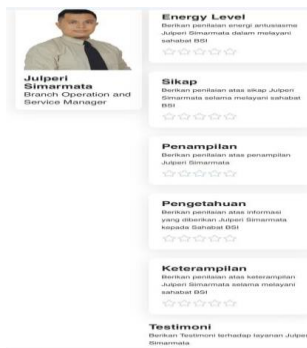 Julperi
Simarmata
Branch Operation and
Service Manager
Energy Level
Berikan penilaian energi antusiasme
Julperi Simarmata dalam melayani
sahabat BSI
Sikap
Berikan penilaian atas sikap Julperi
Simarmata selama melayani sahabat
BSI
Penampilan
Berikan penilaian atas penampilan
Julperi Simarmata
Pengetahuan
Berikan penilaian atas informasi
yang diberikan Julperi Simarmata
kepada Sahabat BSI
Keterampilan
Berikan penilaian atas keterampilan
Julperi Simarmata selama melayani
sahabat BSI
Testimoni
Berikan Testimoni terhadap layanan Julperi
Simarmata